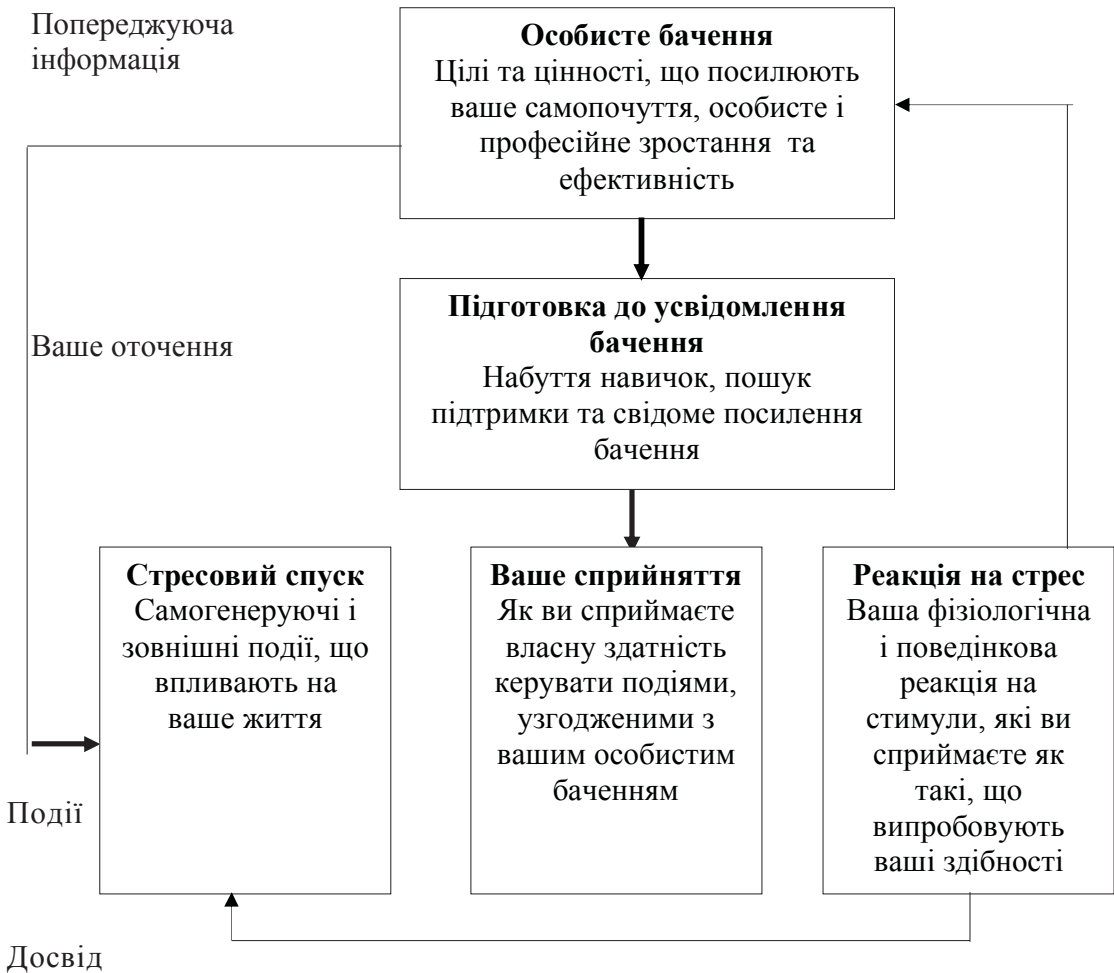 Попереджуюча
інформація
Особисте бачення
Цілі та цінності, що посилюють
ваше самопочуття, особисте і
професійне зростання та
ефективність
Підготовка до усвідомлення
бачення
Набуття навичок, пошук
підтримки та свідоме посилення
бачення
Ваше оточення
Стресовий спуск
Самогенеруючі і
зовнішні події, що
впливають на
ваше життя
Ваше сприйняття
Як ви сприймаєте
власну здатність
керувати подіями,
узгодженими з
вашим особистим
баченням
Реакція на стрес
Ваша фізіологічна
і поведінкова
реакція на
стимули, які ви
сприймаєте як
такі, що
випробовують
ваші здібності
Події
Досвід